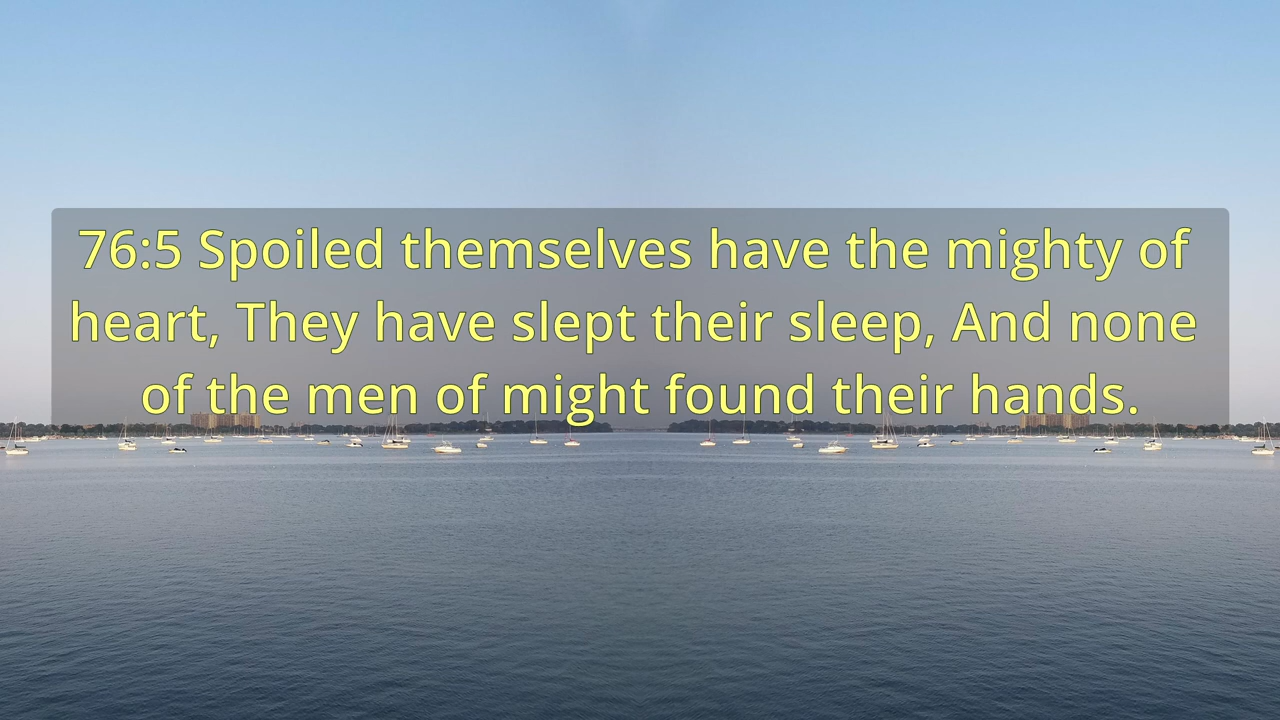 76:5 Spoiled themselves have the mighty of
heart, They have slept their sleep, And none
of the men of might found their hands.